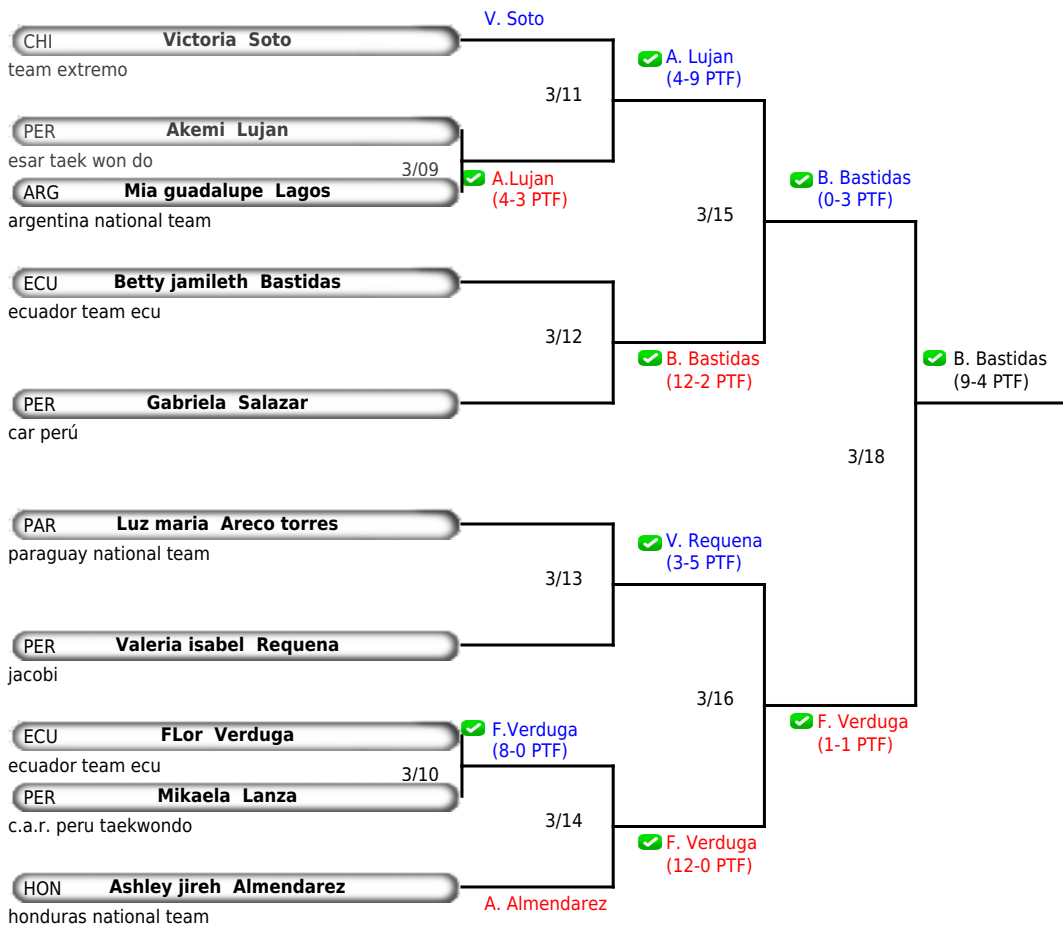 V. Soto
CHI Victoria Soto
team extremo
A. Lujan
(4-9 PTF)
3/11
PER Akemi Lujan
esar taek won do
3/09
A.Lujan
(4-3 PTF)
ARG Mia guadalupe Lagos
argentina national team
B. Bastidas
(0-3 PTF)
3/15
ECU Betty jamileth Bastidas
ecuador team ecu
3/12
B. Bastidas
(12-2 PTF)
B. Bastidas
(9-4 PTF)
PER Gabriela Salazar
car perú
3/18
PAR Luz maria Areco torres
paraguay national team
V. Requena
(3-5 PTF)
3/13
PER Valeria isabel Requena
jacobi
3/16
F. Verduga
(1-1 PTF)
ECU FLor Verduga
ecuador team ecu
F.Verduga
(8-0 PTF)
3/10
PER Mikaela Lanza
c.a.r. peru taekwondo
3/14
F. Verduga
(12-0 PTF)
HON Ashley jireh Almendarez
honduras national team
A. Almendarez